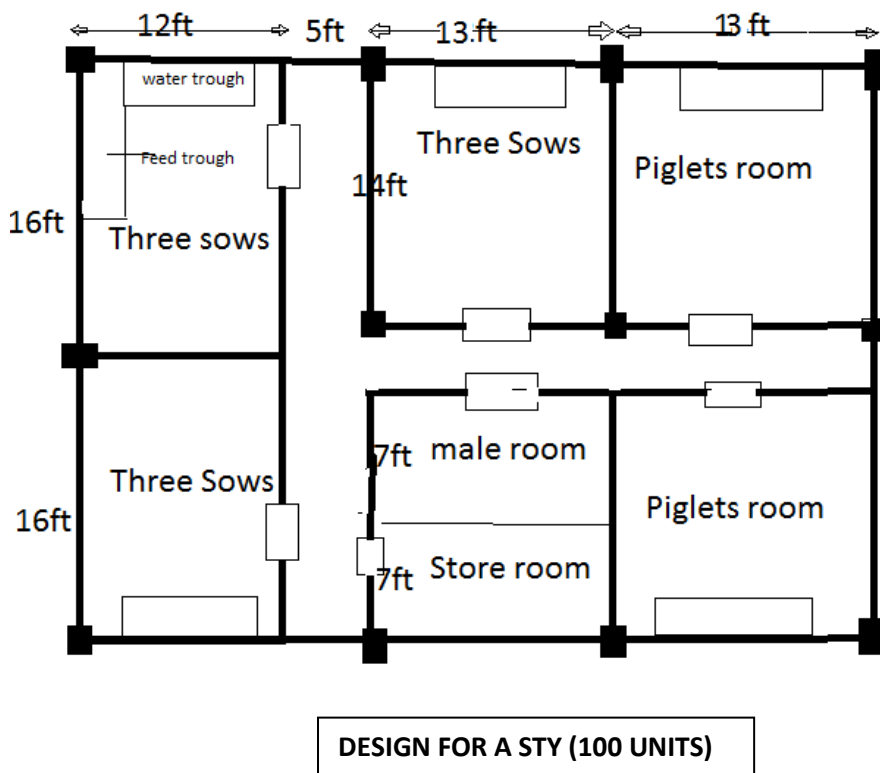 12ft
5ft
13.ft
13 ft
water trough
Feed trough
Three Sows
Piglets room
14ft
16ft
Three sows
male room
7ft
Three Sows
Piglets room
16ft
Store room
7ft
DESIGN FOR A STY (100 UNITS)